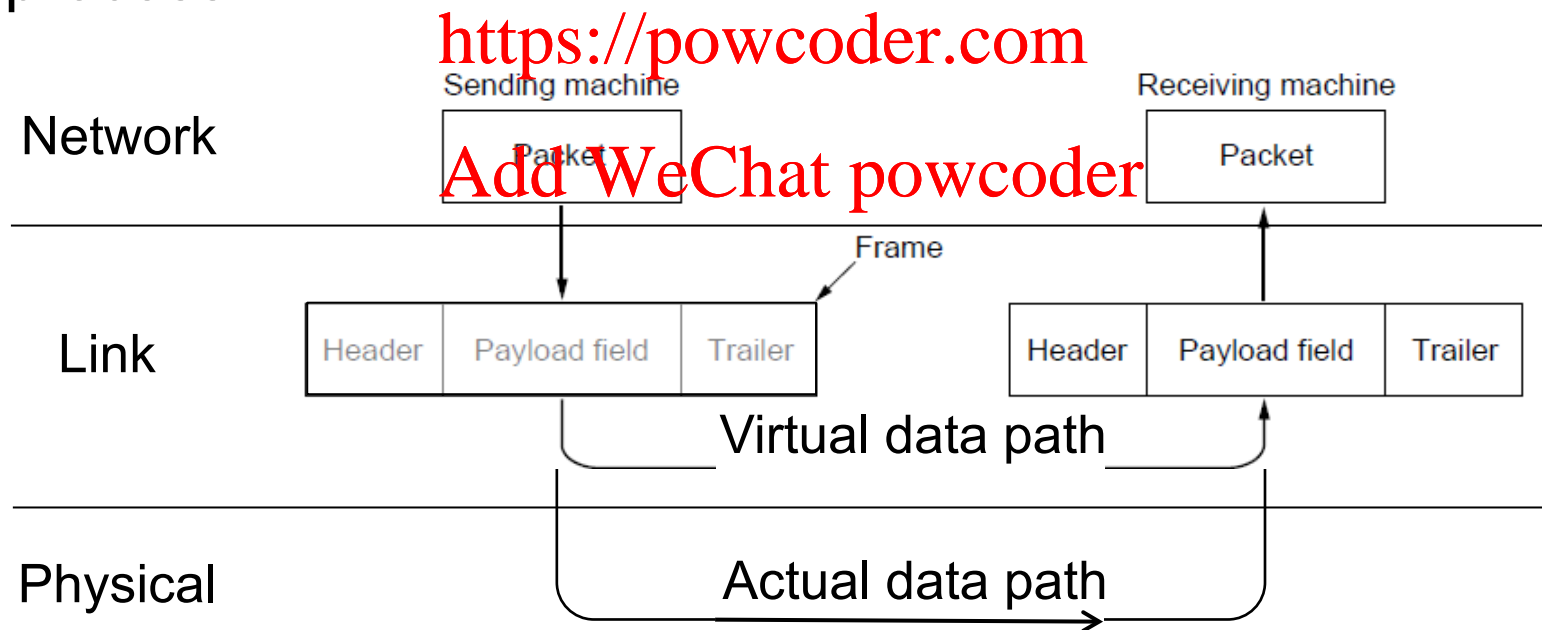 https://powcoder.com
Sending machine
Receiving machine
Network
Packet
Add WeChat powcoder
Packet
Frame
Link
Header
Payload field
Trailer
Header
Payload field
Trailer
Virtual data path
Physical
Actual data path